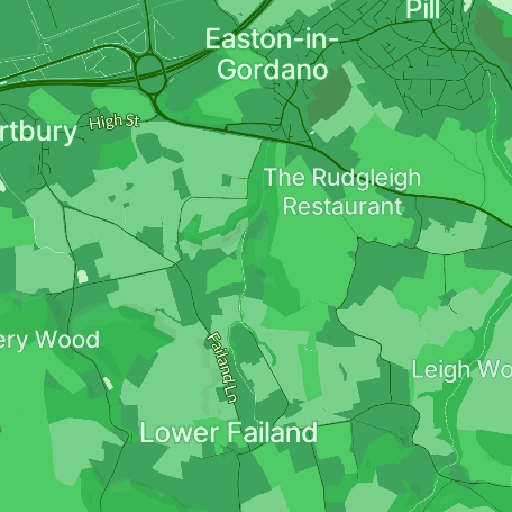 Pill
Easton-in-
Gordano
rtbury
High St
The Rudgleigh
Restaurant
ery Wood
Failand Ln
Leigh Wo
Lower Failand